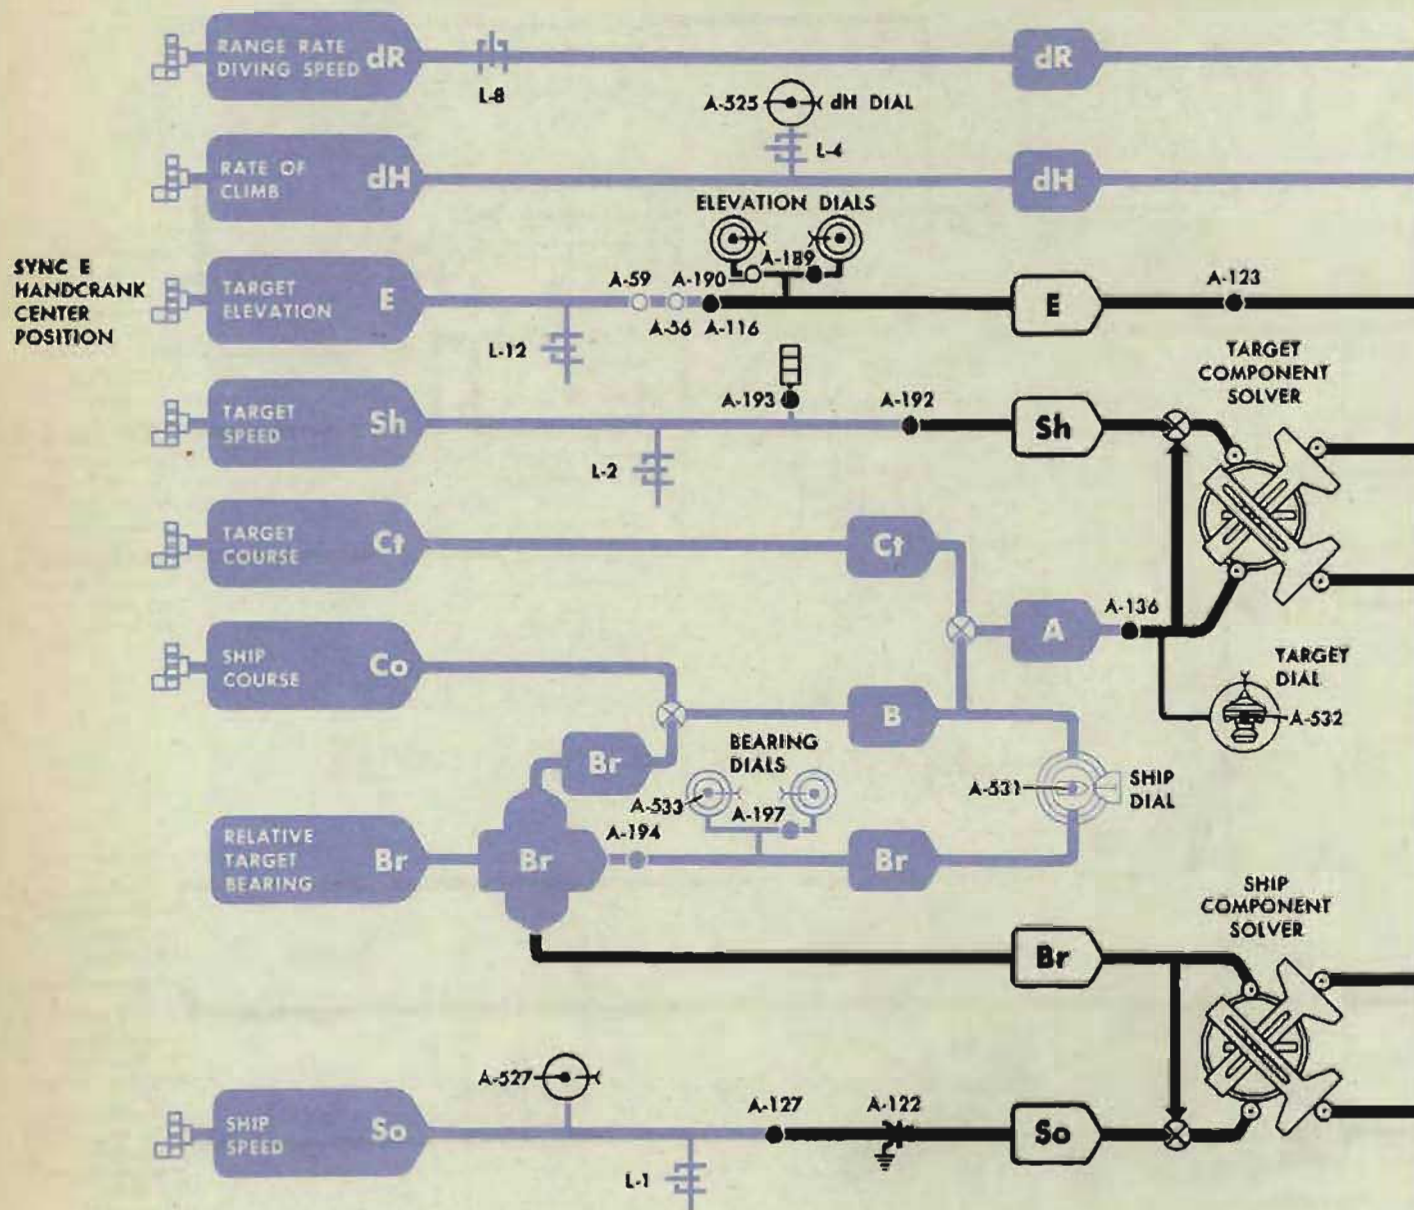 RANGE RATE
DIVING SPEED
dR
L-8
dR
A-525
dH DIAL
L-4
RATE OF
CLIMB
dH
dH
ELEVATION DIALS
SYNC E
HANDCRANK
CENTER
POSITION
TARGET
ELEVATION
E
A-59
A-190
A-189
A-56
A-116
L-12
E
A-123
TARGET
COMPONENT
SOLVER
TARGET
SPEED
Sh
A-193
A-192
L-2
Sh
TARGET
COURSE
Ct
Ct
A
A-136
SHIP
COURSE
Co
B
TARGET
DIAL
A-532
Br
BEARING
DIALS
A-533
A-197
A-531
SHIP
DIAL
RELATIVE
TARGET
BEARING
Br
Br
A-194
Br
SHIP
COMPONENT
SOLVER
Br
A-527
SHIP
SPEED
So
A-127
A-122
So
L-1